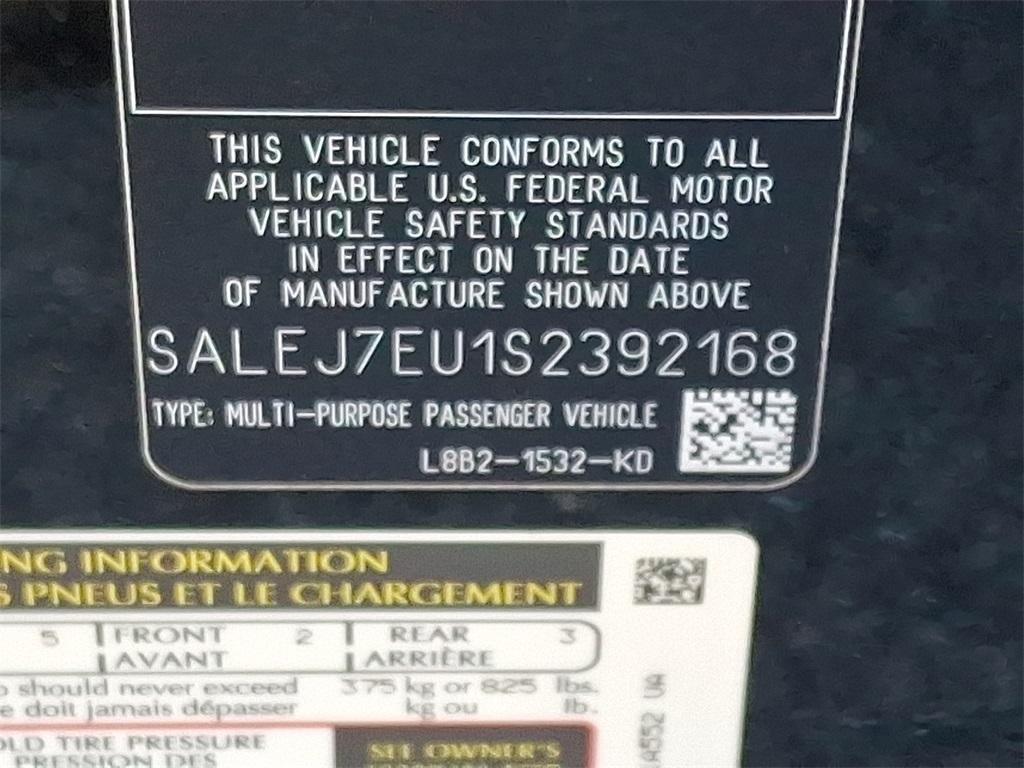 THIS VEHICLE CONFORMS TO ALL
APPLICABLE U.S. FEDERAL MOTOR
VEHICLE SAFETY STANDARDS
IN EFFECT ON THE DATE
OF MANUFACTURE SHOWN ABOVE
SALEJ7EU1S2392168
TYPE: MULTI-PURPOSE PASSENGER VEHICLE
L8B2-1532-KD
NG INFORMATION
S PNEUS ET LE CHARGEMENT
5 FRONT 2 REAR 3
AVANT ARRIÈRE
should never exceed 375 kg or 825 lbs.
e doit jamais dépasser kg ou lb.
OLD TIRE PRESSURE SEE OWNER'S
PRESSION DES
A552 UA